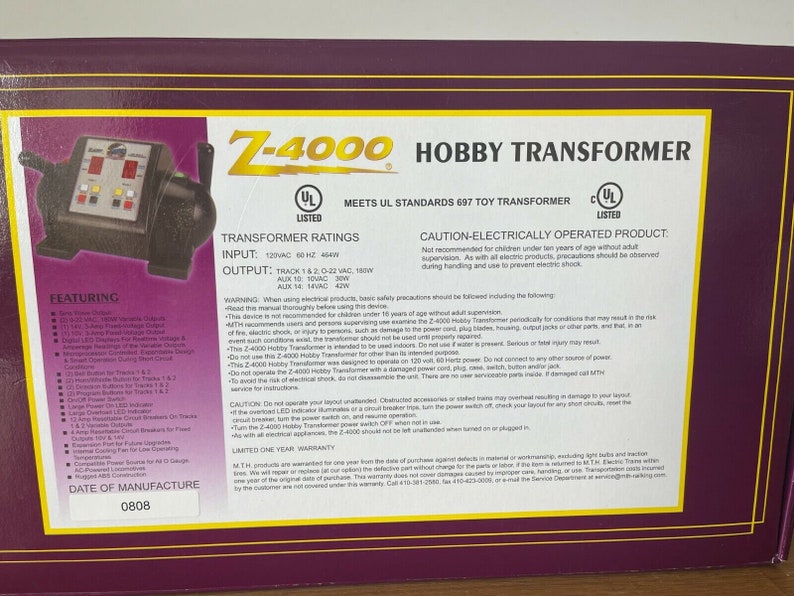 Z-4000® HOBBY TRANSFORMER
UL LISTED
MEETS UL STANDARDS 697 TOY TRANSFORMER
C UL LISTED
TRANSFORMER RATINGS
INPUT: 120VAC 60 HZ 464W
OUTPUT: TRACK 1 & 2; O-22 VAC, 180W
AUX 10: 10VAC 30W
AUX 14: 14VAC 42W
CAUTION-ELECTRICALLY OPERATED PRODUCT:
Not recommended for children under ten years of age without adult
supervision. As with all electric products, precautions should be observed
during handling and use to prevent electric shock.
WARNING: When using electrical products, basic safety precautions should be followed including the following:
•Read this manual thoroughly before using this device.
•This device is not recommended for children under 16 years of age without adult supervision.
•MTH recommends users and persons supervising use examine the Z-4000 Hobby Transformer periodically for conditions that may result in the risk
of fire, electric shock, or injury to persons, such as damage to the power cord, plug blades, housing, output jacks or other parts, and that, in an
event such conditions exist, the transformer should not be used until properly repaired.
•Do not use this Z-4000 Hobby Transformer for other than its intended purpose.
•This Z-4000 Hobby Transformer was designed to operate on 120 volt, 60 Hertz power. Do not connect to any other source of power.
•Do not operate the Z-4000 Hobby Transformer with a damaged power cord, plug, case, switch, button and/or jack.
•To avoid the risk of electric shock, do not disassemble the unit. There are no user serviceable parts inside. If damaged call MTH
service for instructions.
CAUTION: Do not operate your layout unattended. Obstructed accessories or stalled trains may overheat resulting in damage to your layout.
•If the overload LED indicator illuminates or a circuit breaker trips, turn the power switch off, check your layout for any short circuits, reset the
circuit breaker, turn the power switch on, and resume operation.
•Turn the Z-4000 Hobby Transformer power switch OFF when not in use.
•As with all electrical appliances, the Z-4000 should not be left unattended when turned on or plugged in.
LIMITED ONE YEAR WARRANTY
M.T.H. products are warrantied for one year from the date of purchase against defects in material or workmanship, excluding light bulbs and traction
tires. We will repair or replace (at our option) the defective part without charge for the parts or labor, if the item is returned to M.T.H. Electric Trains within
one year of the original date of purchase. This warranty does not cover damages caused by improper care, handling, or use. Transportation costs incurred
by the customer are not covered under this warranty. Call 410-381-2580, fax 410-423-0009, or e-mail the Service Department at service@mth-railking.com.
FEATURING
Sine Wave Output
(2) 0-22 VAC, 180W Variable Outputs
(1) 14V, 3-Amp Fixed-Voltage Output
(1) 10V, 3-Amp Fixed-Voltage Output
Digital LED Displays For Realtime Voltage &
Amperage Readings of the Variable Outputs
Microprocessor Controlled, Expandable Design
& Smart Operation During Short Circuit
Conditions
(2) Bell Button for Tracks 1 & 2
(2) Horn/Whistle Button for Tracks 1 & 2
(2) Direction Buttons for Tracks 1 & 2
(2) Program Buttons for Tracks 1 & 2
On/Off Power Switch
Large Power On LED Indicator
Large Overload LED Indicator
12 Amp Resettable Circuit Breakers On Tracks
1 & 2 Variable Outputs
4 Amp Resettable Circuit Breakers for Fixed
Outputs 10V & 14V
Expansion Port for Future Upgrades
Internal Cooling Fan for Low Operating
Temperatures
Compatible Power Source for All O Gauge
AC-Powered Locomotives
Rugged ABS Construction
DATE OF MANUFACTURE
0808